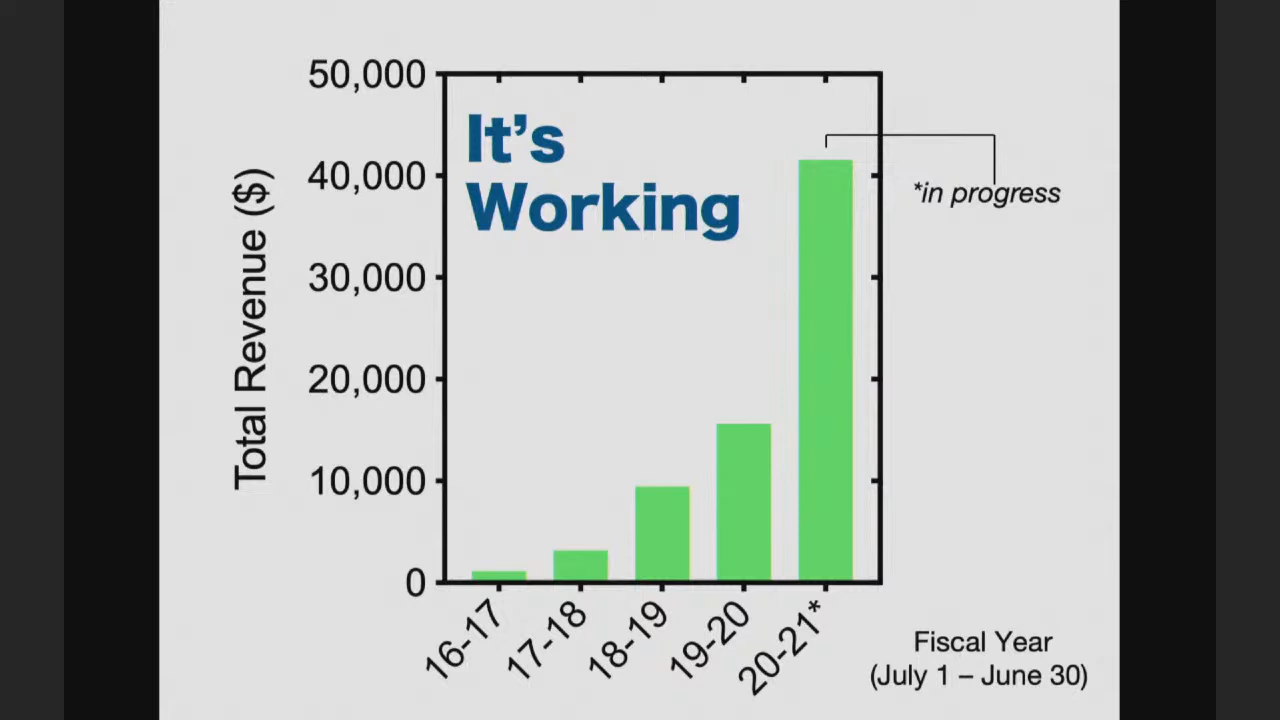 It's
Working
50,000
40,000
30,000
20,000
10,000
0
Total Revenue ($)
*in progress
16-17
17-18
18-19
19-20
20-21*
Fiscal Year
(July 1 – June 30)